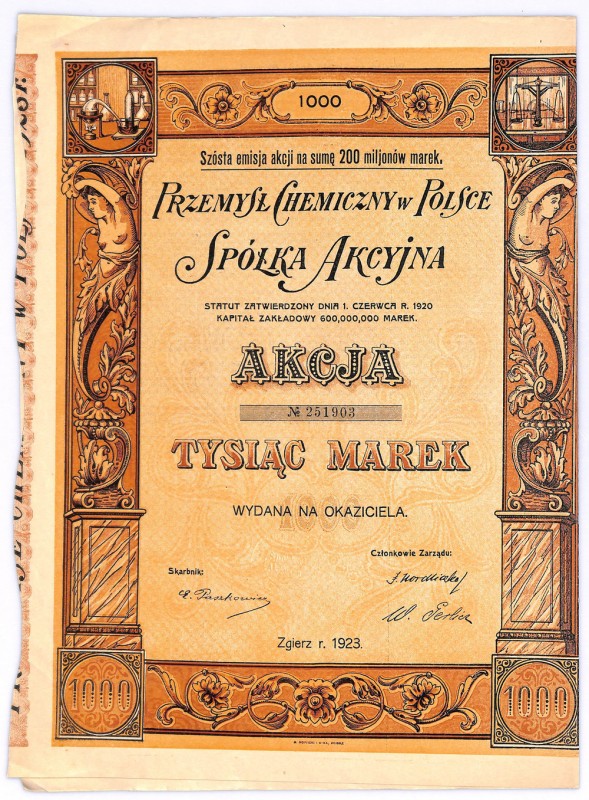 1000
Szósta emisja akcji na sumę 200 miljonów marek.
PRZEMYSŁ CHEMICZNY w POLSCE
SPÓŁKA AKCYJNA
STATUT ZATWIERDZONY DNIA 1. CZERWCA R. 1920
KAPITAŁ ZAKŁADOWY 600,000,000 MAREK.
AKCJA
№ 251903
TYSIĄC MAREK
1000
WYDANA NA OKAZICIELA.
Członkowie Zarządu:
Skarbnik:
E. Paszkowicz
Zgierz r. 1923.
1000
1000